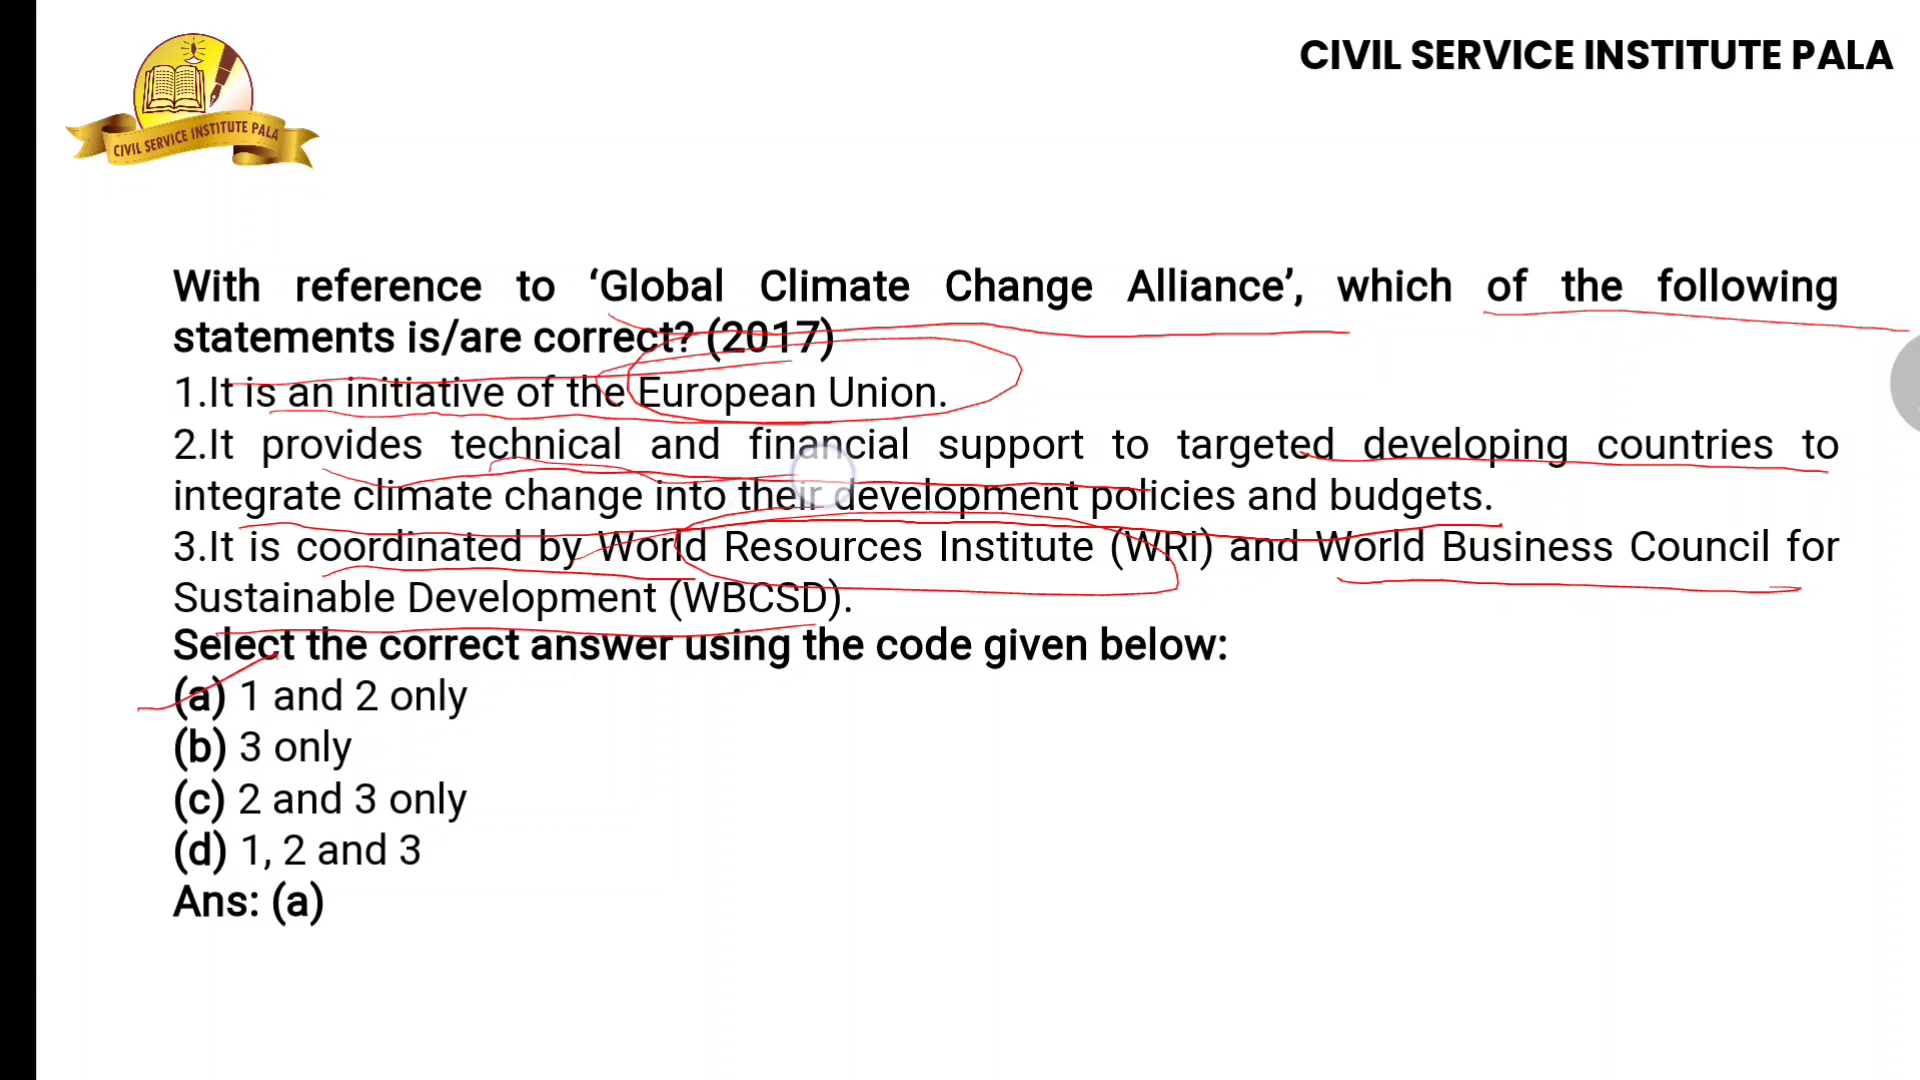 CIVIL SERVICE INSTITUTE PALA
CIVIL SERVICE INSTITUTE PALA
With reference to ‘Global Climate Change Alliance’, which of the following
statements is/are correct? (2017)
1.It is an initiative of the European Union.
2.It provides technical and financial support to targeted developing countries to
integrate climate change into their development policies and budgets.
3.It is coordinated by World Resources Institute (WRI) and World Business Council for
Sustainable Development (WBCSD).
Select the correct answer using the code given below:
(a) 1 and 2 only
(b) 3 only
(c) 2 and 3 only
(d) 1, 2 and 3
Ans: (a)